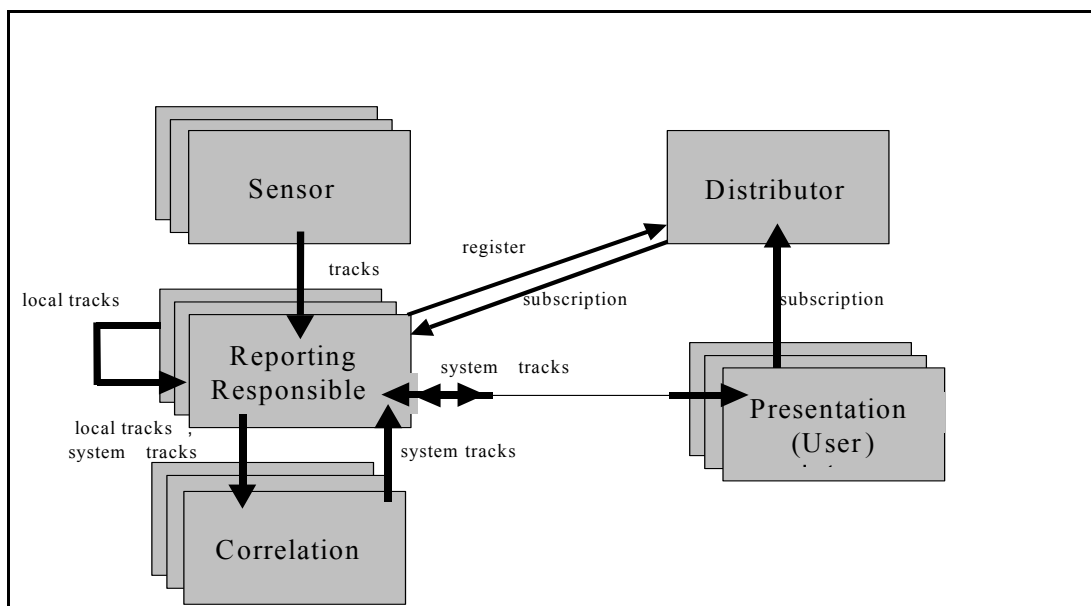 Sensor
Distributor
register
tracks
local tracks
subscription
subscription
Reporting
Responsible
system tracks
Presentation
(User)
local tracks ,
system tracks
system tracks
Correlation